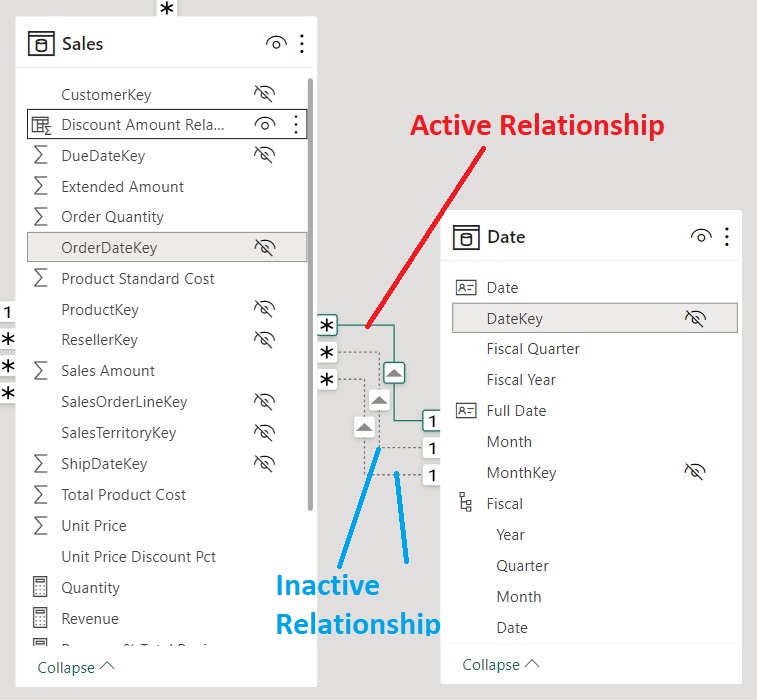 *
Sales
CustomerKey
Discount Amount Rela...
DueDateKey
Extended Amount
Order Quantity
OrderDateKey
Product Standard Cost
ProductKey
ResellerKey
Sales Amount
SalesOrderLineKey
SalesTerritoryKey
ShipDateKey
Total Product Cost
Unit Price
Unit Price Discount Pct
Quantity
Revenue
Collapse
1
*
*
*
Active Relationship
*
*
*
1
1
1
Inactive
Relationship
Date
Date
DateKey
Fiscal Quarter
Fiscal Year
Full Date
Month
MonthKey
Fiscal
Year
Quarter
Month
Date
Collapse